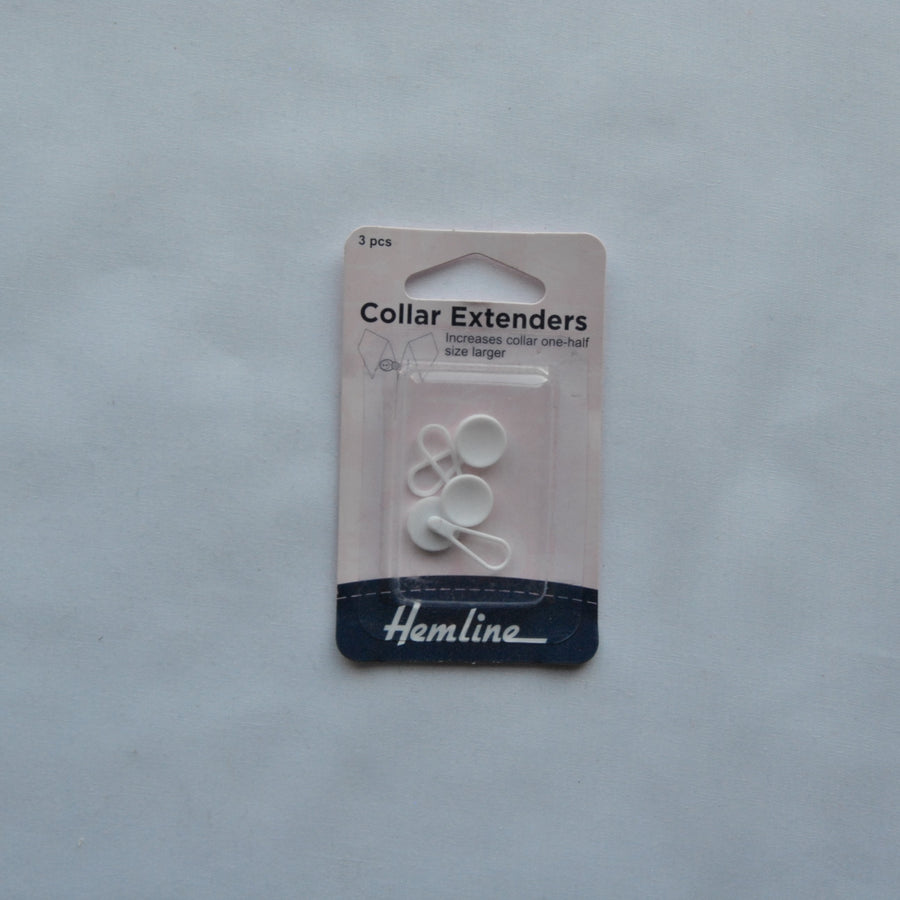 3 pcs
Collar Extenders
Increases collar one-half
size larger
Hemline